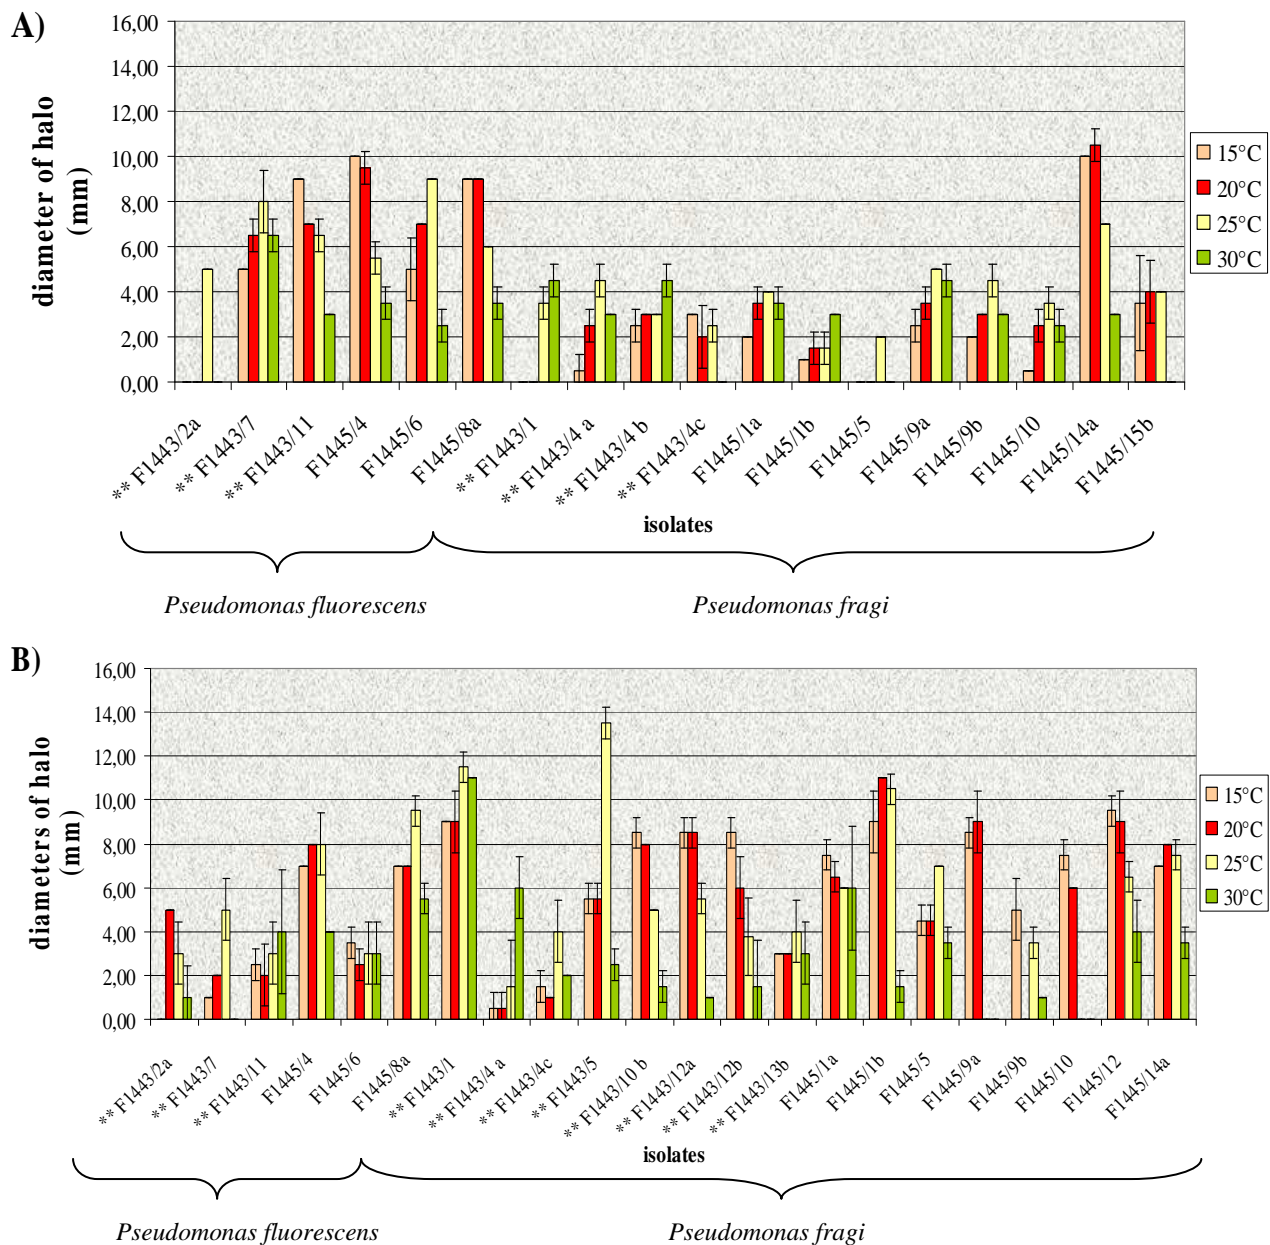 A)
16,00
14,00
12,00
10,00
8,00
6,00
4,00
2,00
0,00
diameter of halo
(mm)
15°C
20°C
25°C
30°C
** F1443/2a
** F1443/7
** F1443/11
F1445/4
F1445/6
F1445/8a
** F1443/1
** F1443/4 a
** F1443/4 b
** F1443/4c
F1445/1a
F1445/1b
F1445/5
F1445/9a
F1445/9b
F1445/10
F1445/14a
F1445/15b
isolates
Pseudomonas fluorescens
Pseudomonas fragi
B)
16,00
14,00
12,00
10,00
8,00
6,00
4,00
2,00
0,00
diameters of halo
(mm)
15°C
20°C
25°C
30°C
** F1443/2a
** F1443/7
** F1443/11
F1445/4
F1445/6
F1445/8a
** F1443/1
** F1443/4 a
** F1443/4c
** F1443/5
** F1443/10 b
** F1443/12a
** F1443/12b
** F1443/13b
F1445/1a
F1445/1b
F1445/5
F1445/9a
F1445/9b
F1445/10
F1445/12
F1445/14a
isolates
Pseudomonas fluorescens
Pseudomonas fragi